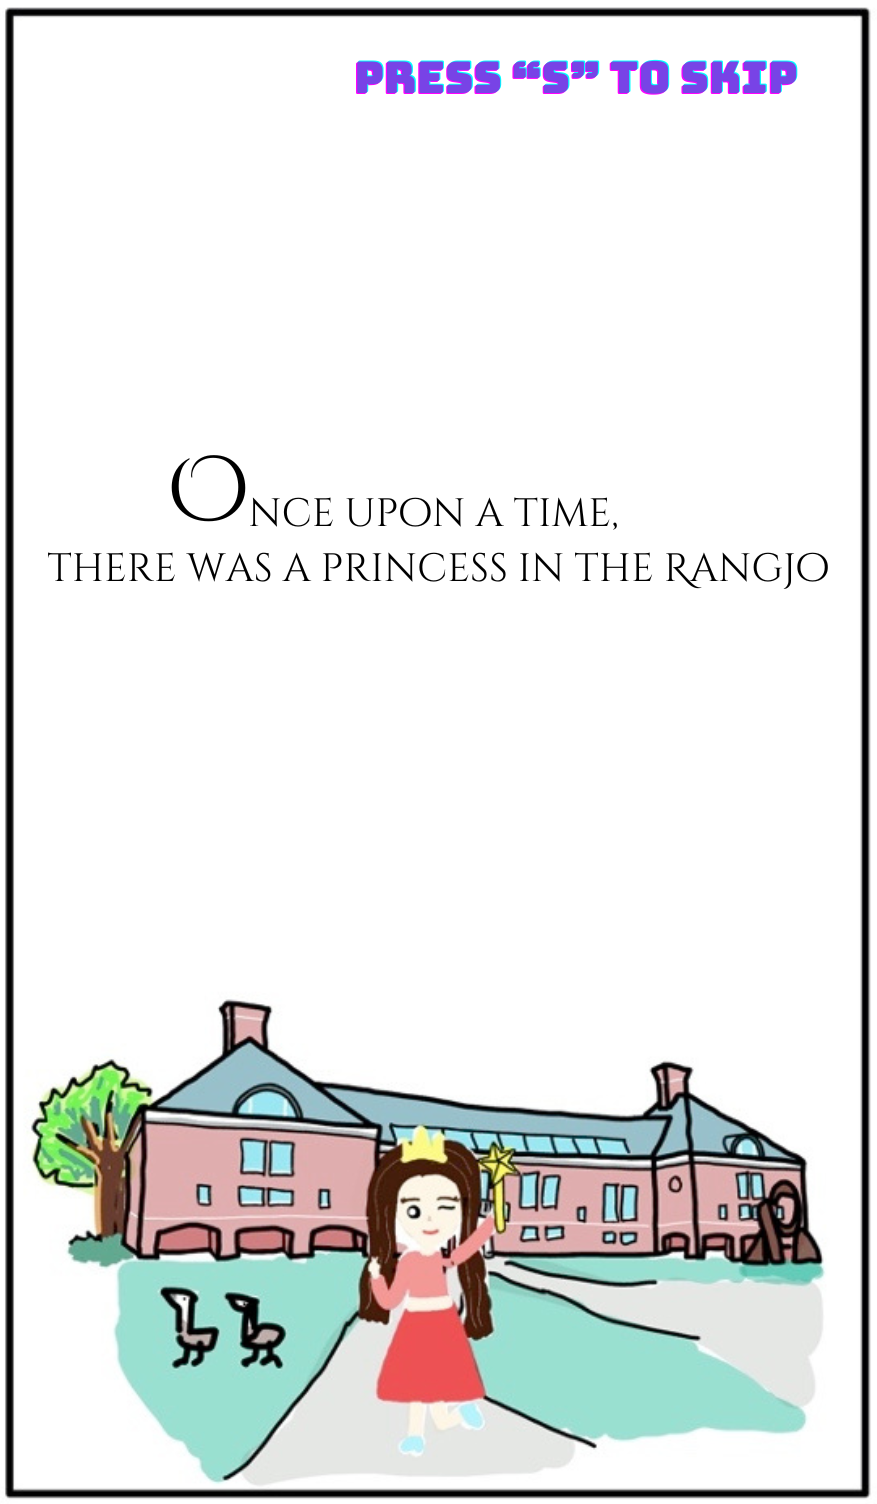 PRESS “S” TO SKIP
ONCE UPON A TIME,
THERE WAS A PRINCESS IN THE RANGJO